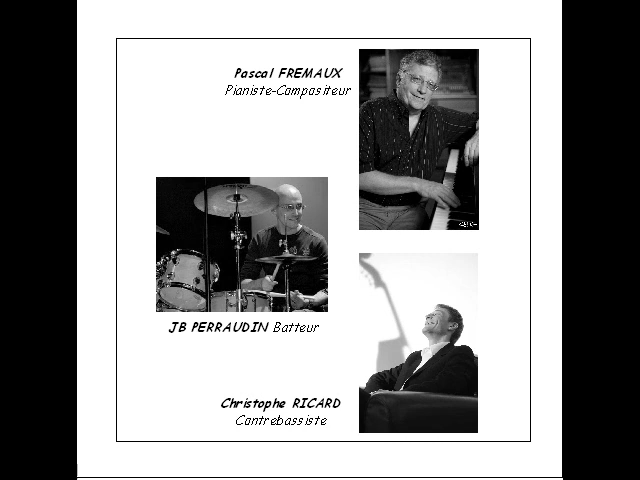 Pascal FREMAUX
Pianiste-Compositeur
JB PERRAUDIN Batteur
Christophe RICARD
Contrebassiste